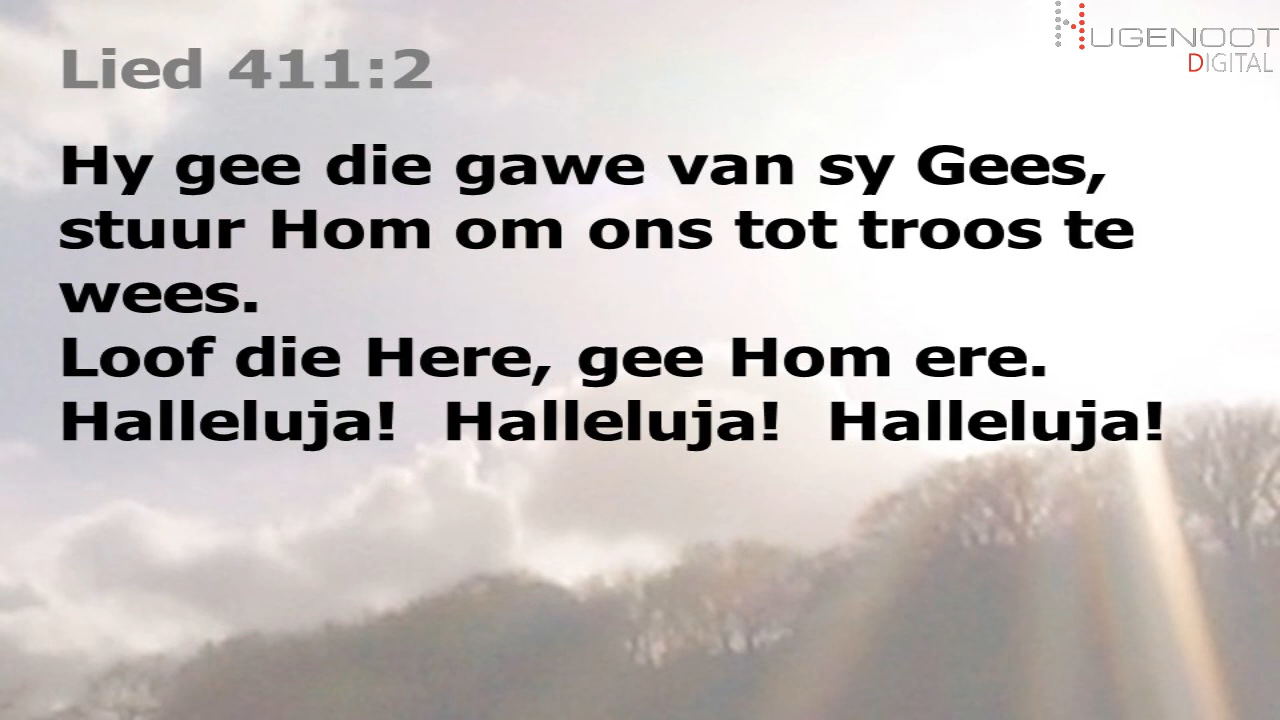 HUGENOOT
DIGITAL
Lied 411:2
Hy gee die gawe van sy Gees,
stuur Hom om ons tot troos te
wees.
Loof die Here, gee Hom ere.
Halleluja!  Halleluja!  Halleluja!